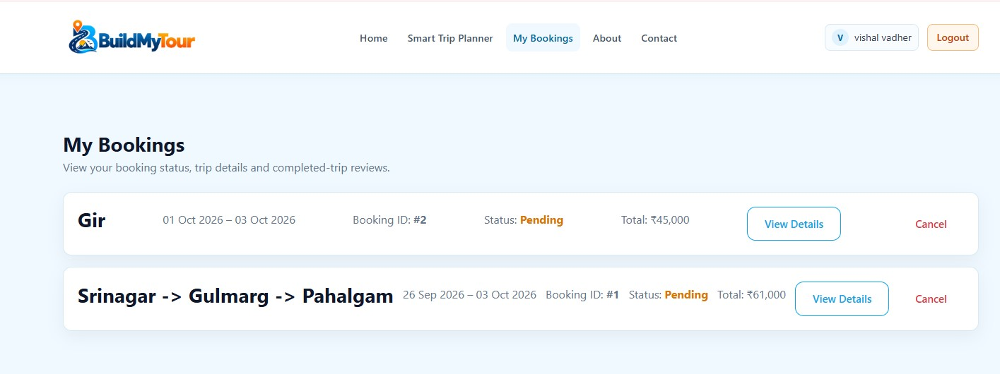 BuildMyTour
Home Smart Trip Planner My Bookings About Contact
V vishal vadher Logout
My Bookings
View your booking status, trip details and completed-trip reviews.
Gir 01 Oct 2026 – 03 Oct 2026 Booking ID: #2 Status: Pending Total: ₹45,000 View Details Cancel
Srinagar -> Gulmarg -> Pahalgam 26 Sep 2026 – 03 Oct 2026 Booking ID: #1 Status: Pending Total: ₹61,000 View Details Cancel